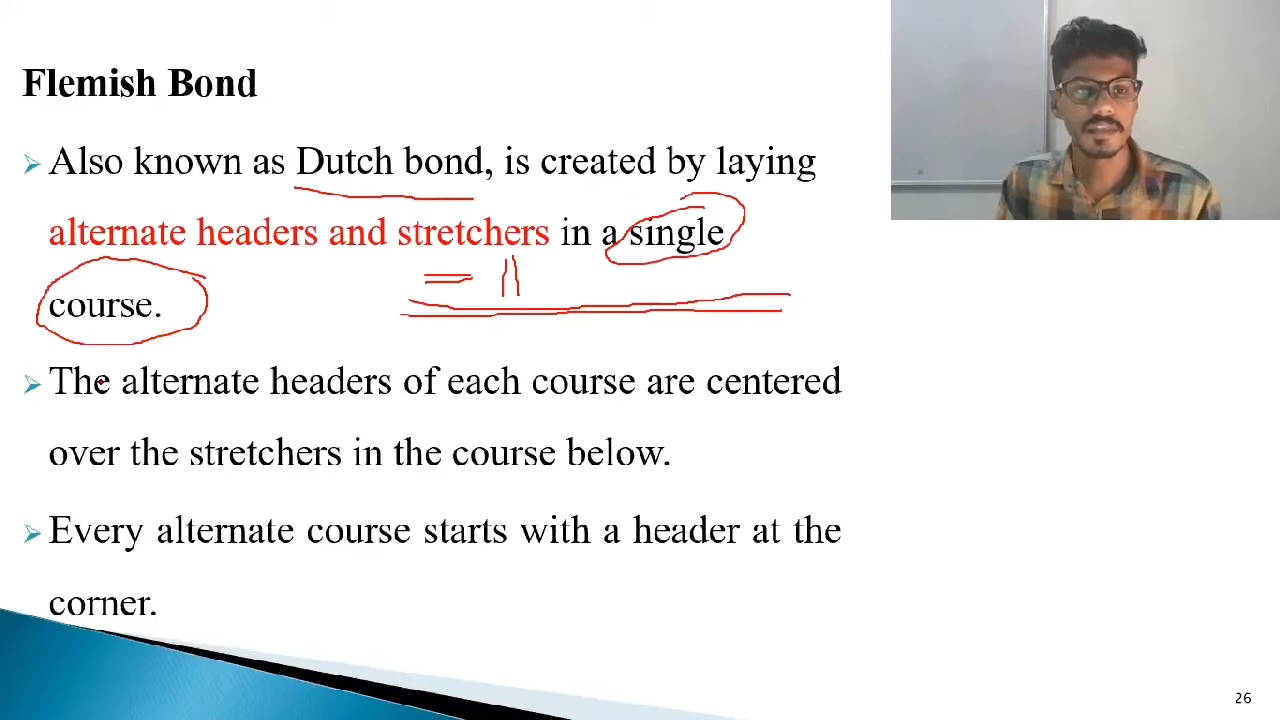 Flemish Bond
Also known as Dutch bond, is created by laying
alternate headers and stretchers in a single
course.
The alternate headers of each course are centered
over the stretchers in the course below.
Every alternate course starts with a header at the
corner.
26